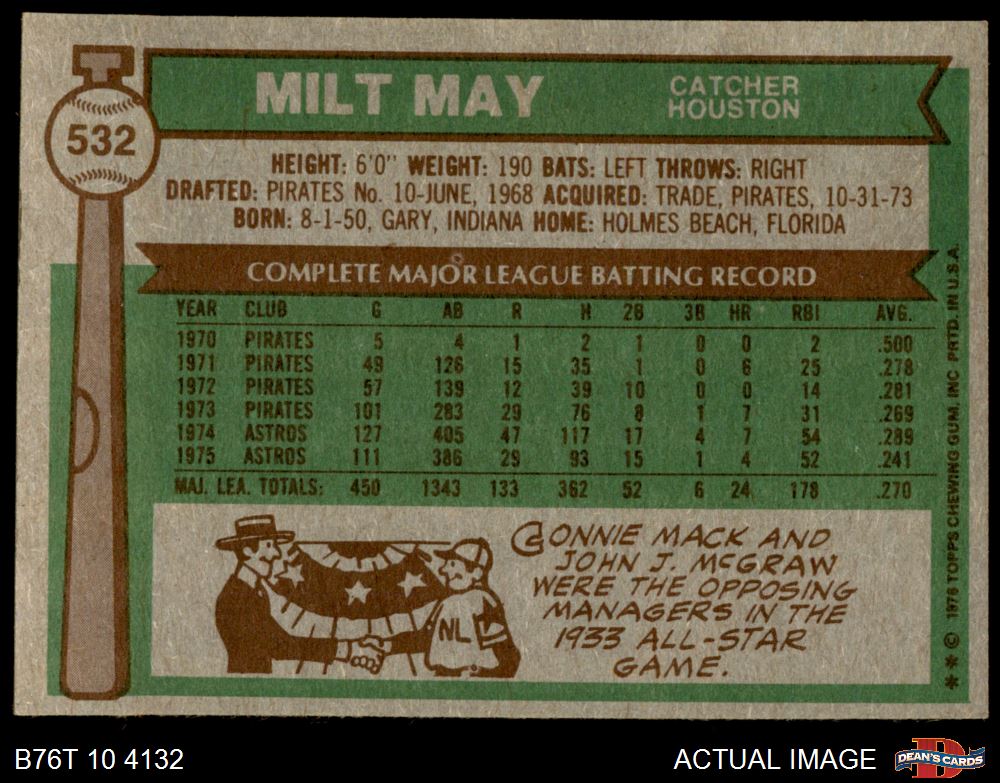 532
MILT MAY
CATCHER
HOUSTON
HEIGHT: 6'0" WEIGHT: 190 BATS: LEFT THROWS: RIGHT
DRAFTED: PIRATES No. 10-JUNE, 1968 ACQUIRED: TRADE, PIRATES, 10-31-73
BORN: 8-1-50, GARY, INDIANA HOME: HOLMES BEACH, FLORIDA
COMPLETE MAJOR LEAGUE BATTING RECORD
YEAR CLUB G AB R H 2B 3B HR RBI AVG.
1970 PIRATES 5 4 1 2 1 0 0 2 .500
1971 PIRATES 49 126 15 35 1 0 6 25 .278
1972 PIRATES 57 139 12 39 10 0 0 14 .281
1973 PIRATES 101 283 29 76 8 1 7 31 .269
1974 ASTROS 127 405 47 117 17 4 7 54 .289
1975 ASTROS 111 386 29 93 15 1 4 52 .241
MAJ. LEA. TOTALS: 450 1343 133 362 52 6 24 178 .270
NL
CONNIE MACK AND
JOHN J. McGRAW
WERE THE OPPOSING
MANAGERS IN THE
1933 ALL-STAR
GAME.
** © 1976 TOPPS CHEWING GUM, INC PRTD. IN U.S.A.
B76T 10 4132
ACTUAL IMAGE
D
DEAN'S CARDS